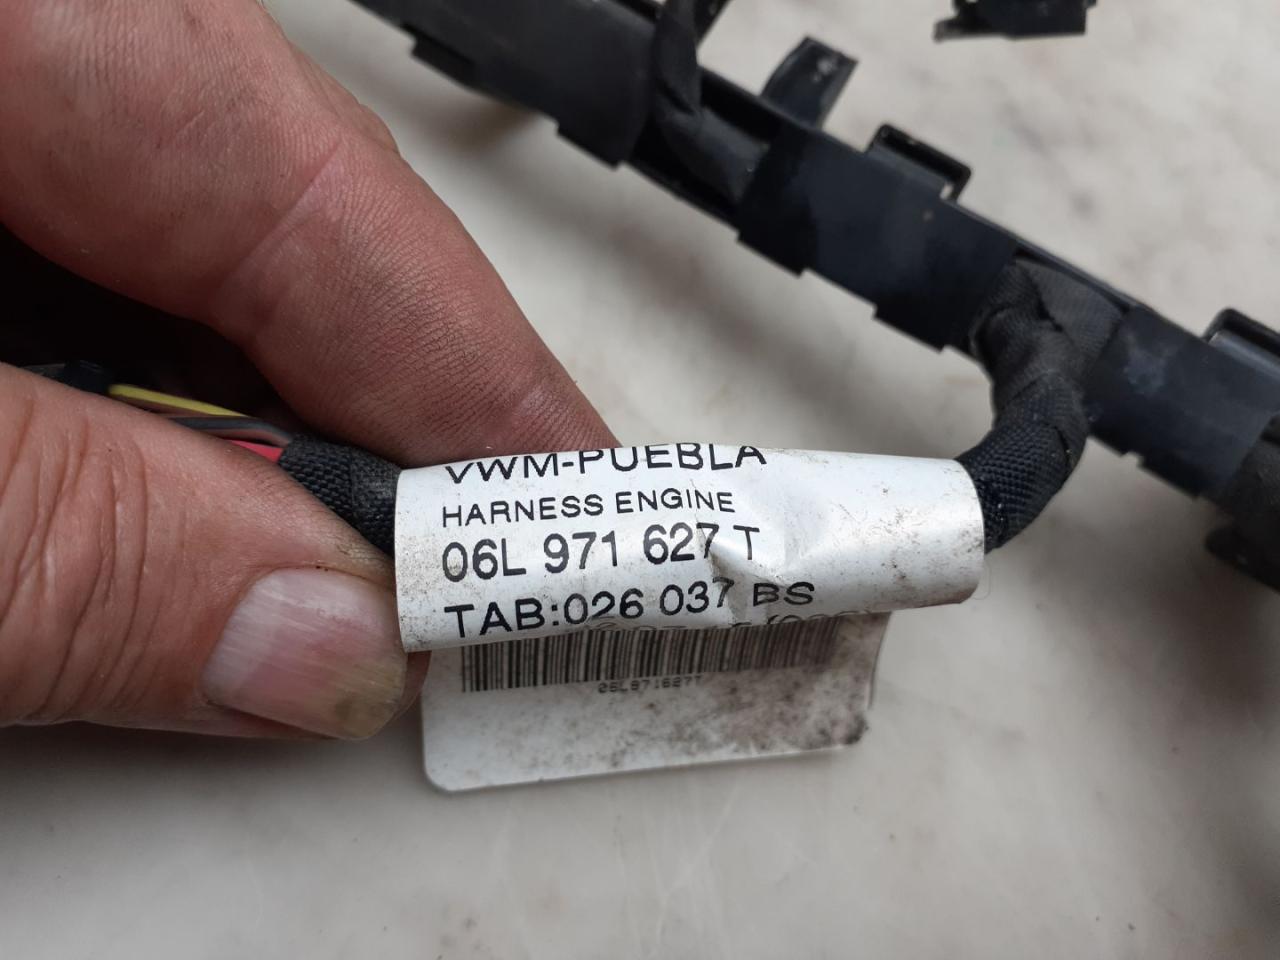 VWM-PUEBLA
HARNESS ENGINE
06L 971 627 T
TAB:026 037 BS
06L971627T